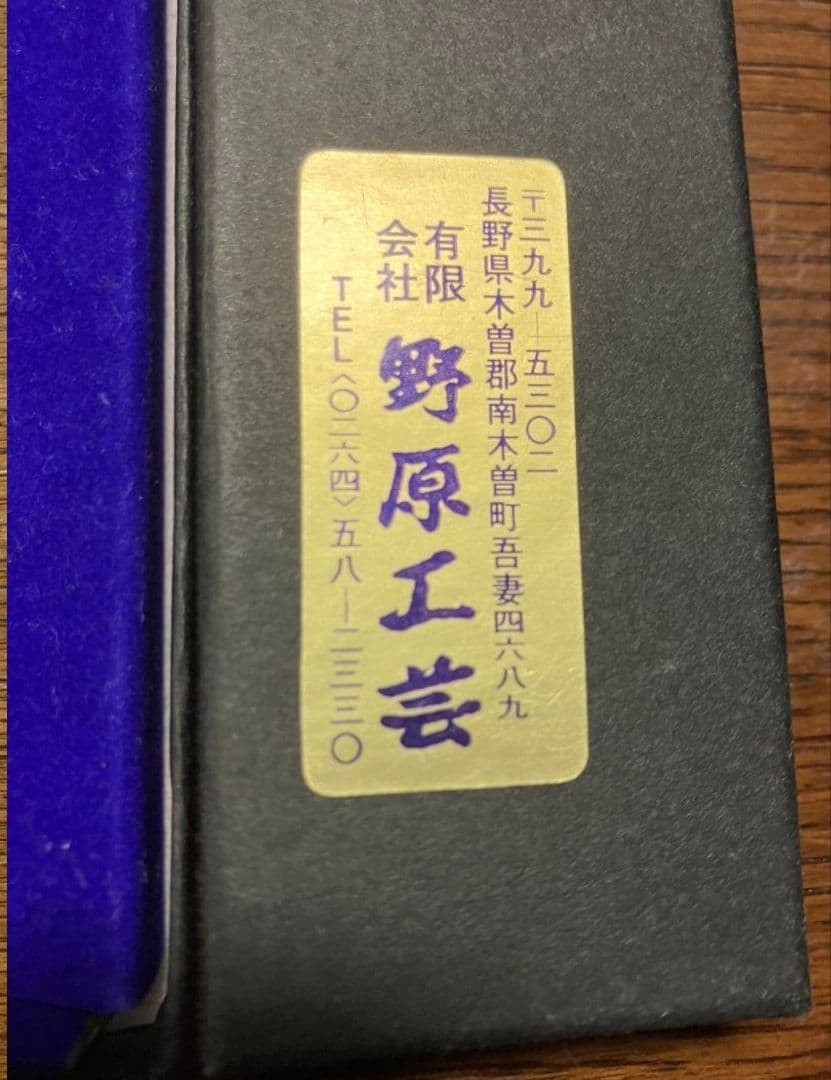 〒三九九―五三〇二
長野県木曽郡南木曽町吾妻四六八九
有限会社 野原工芸
TEL〈〇二六四〉五八―二三三〇